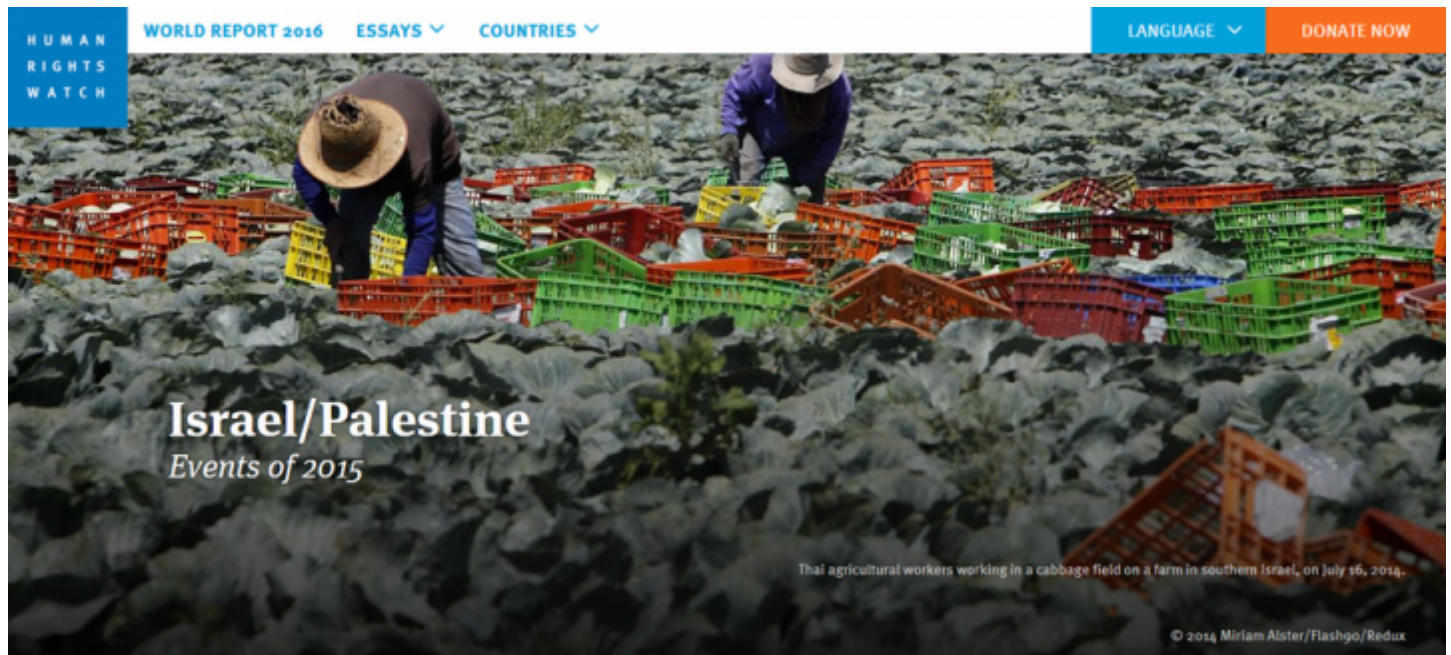 HUMAN
RIGHTS
WATCH
WORLD REPORT 2016 ESSAYS COUNTRIES LANGUAGE DONATE NOW
Israel/Palestine
Events of 2015
Thai agricultural workers working in a cabbage field on a farm in southern Israel, on July 16, 2014.
© 2014 Miriam Alster/Flash90/Redux